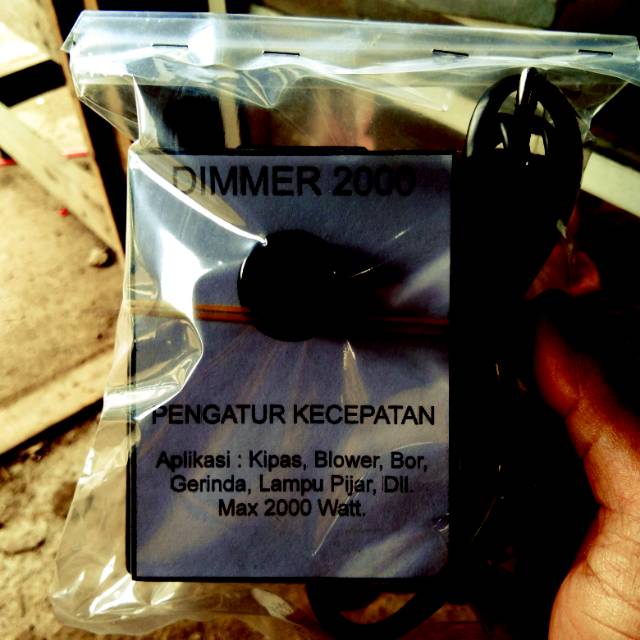 DIMMER 2000
PENGATUR KECEPATAN
Aplikasi : Kipas, Blower, Bor,
Gerinda, Lampu Pijar, Dll.
Max 2000 Watt.